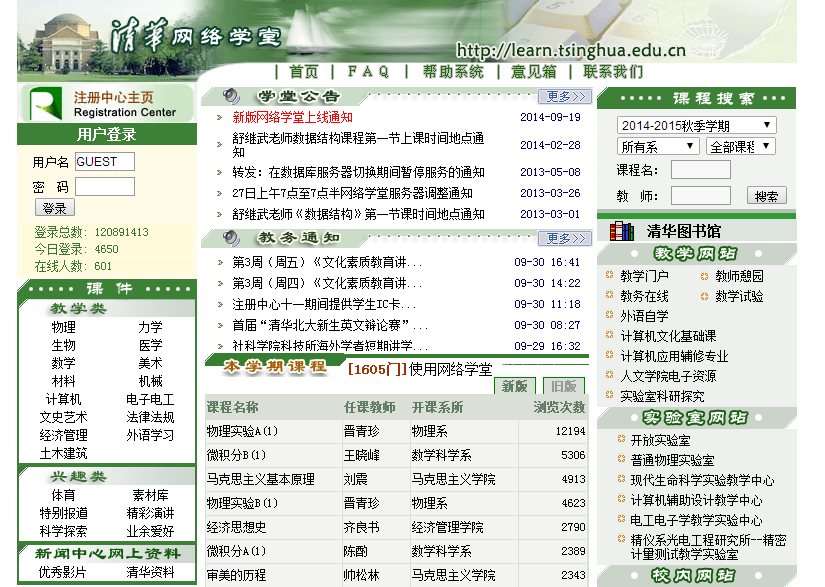 清华网络学堂
http://learn.tsinghua.edu.cn
| 首页 | F A Q | 帮助系统 | 意见箱 | 联系我们
注册中心主页
Registration Center
用户登录
用户名 GUEST
密 码
登录
登录总数: 120891413
今日登录: 4650
在线人数: 601
课 件
教学类
物理 力学
生物 医学
数学 美术
材料 机械
计算机 电子电工
文史艺术 法律法规
经济管理 外语学习
土木建筑
兴趣类
体育 素材库
特别报道 精彩演讲
科学探索 业余爱好
新闻中心网上资料
优秀影片 清华资料
学堂公告 更多>>
新版网络学堂上线通知 2014-09-19
舒继武老师数据结构课程第一节上课时间地点通
知 2014-02-28
转发：在数据库服务器切换期间暂停服务的通知 2013-05-08
27日上午7点至7点半网络学堂服务器调整通知 2013-03-26
舒继武老师《数据结构》第一节课时间地点通知 2013-03-01
教务通知 更多>>
第3周（周五）《文化素质教育讲... 09-30 16:41
第3周（周四）《文化素质教育讲... 09-30 14:22
注册中心十一期间提供学生IC卡... 09-30 11:18
首届“清华北大新生英文辩论赛”... 09-30 08:27
社科学院科技所海外学者短期讲学... 09-29 16:32
本学期课程 [1605门]使用网络学堂
新版 旧版
课程名称 任课教师 开课系所 浏览次数
物理实验A(1) 晋青珍 物理系 12194
微积分B(1) 王晓峰 数学科学系 5306
马克思主义基本原理 刘震 马克思主义学院 4913
物理实验B(1) 晋青珍 物理系 4623
经济思想史 齐良书 经济管理学院 2790
微积分A(1) 陈酌 数学科学系 2389
审美的历程 帅松林 马克思主义学院 2343
课程搜索
2014-2015秋季学期
所有系 全部课程
课程名:
教 师: 搜索
清华图书馆
教学网站
教学门户 教师憩园
教务在线 数学试验
外语自学
计算机文化基础课
计算机应用辅修专业
人文学院电子资源
实验室科研探究
实验室网站
开放实验室
普通物理实验室
现代生命科学实验教学中心
计算机辅助设计教学中心
电工电子学教学实验中心
精仪系光电工程研究所--精密
计量测试教学实验室
校内网站